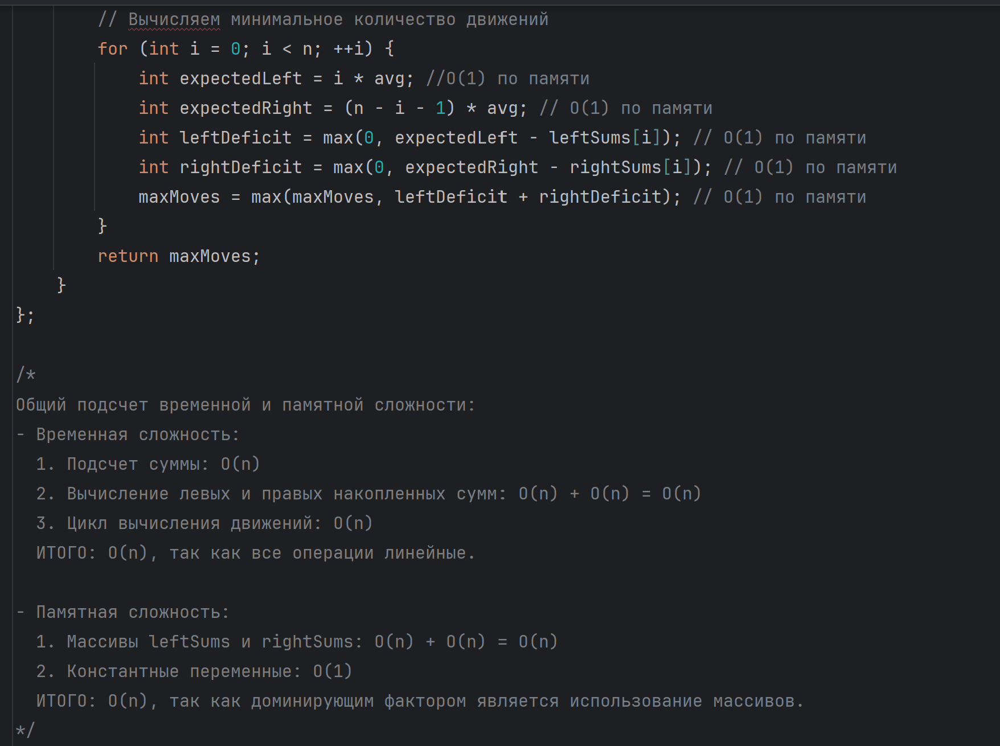 // Вычисляем минимальное количество движений
for (int i = 0; i < n; ++i) {
int expectedLeft = i * avg; //O(1) по памяти
int expectedRight = (n - i - 1) * avg; // O(1) по памяти
int leftDeficit = max(0, expectedLeft - leftSums[i]); // O(1) по памяти
int rightDeficit = max(0, expectedRight - rightSums[i]); // O(1) по памяти
maxMoves = max(maxMoves, leftDeficit + rightDeficit); // O(1) по памяти
}
return maxMoves;
}
};
/*
Общий подсчет временной и памятной сложности:
- Временная сложность:
1. Подсчет суммы: O(n)
2. Вычисление левых и правых накопленных сумм: O(n) + O(n) = O(n)
3. Цикл вычисления движений: O(n)
ИТОГО: O(n), так как все операции линейные.
- Памятная сложность:
1. Массивы leftSums и rightSums: O(n) + O(n) = O(n)
2. Константные переменные: O(1)
ИТОГО: O(n), так как доминирующим фактором является использование массивов.
*/